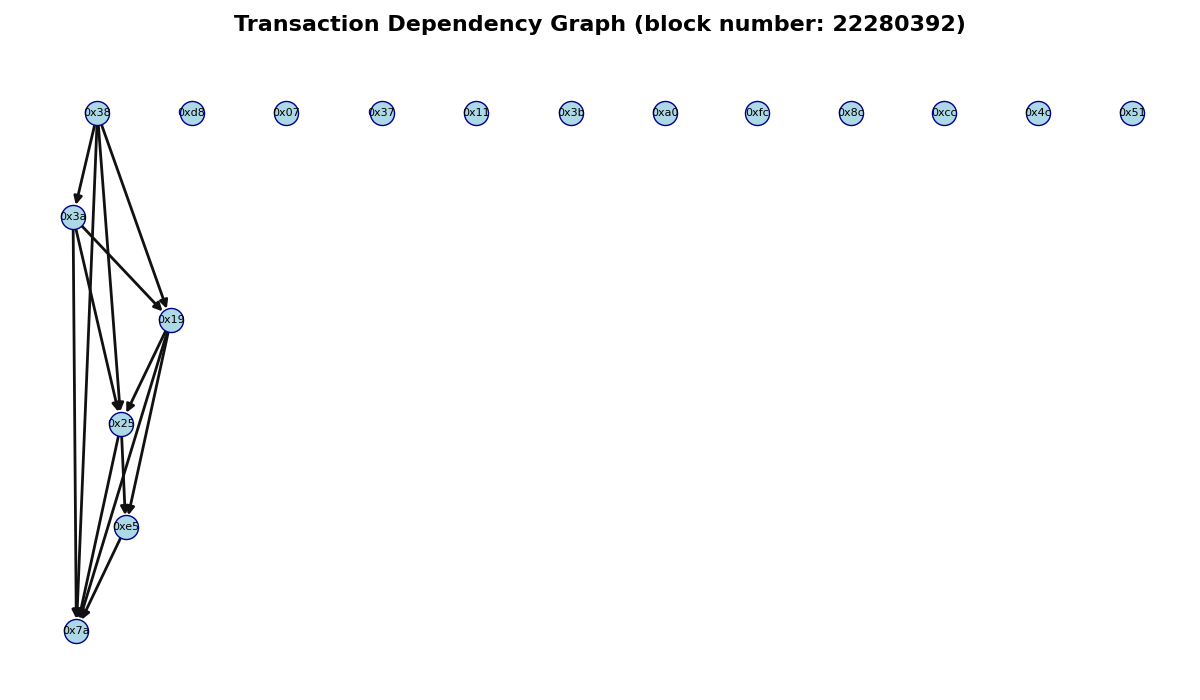 Transaction Dependency Graph (block number: 22280392)
0x38 0xd8 0x07 0x37 0x11 0x3b 0xa0 0xfc 0x8c 0xcc 0x4c 0x51
0x3a
0x19
0x25
0xe5
0x7a